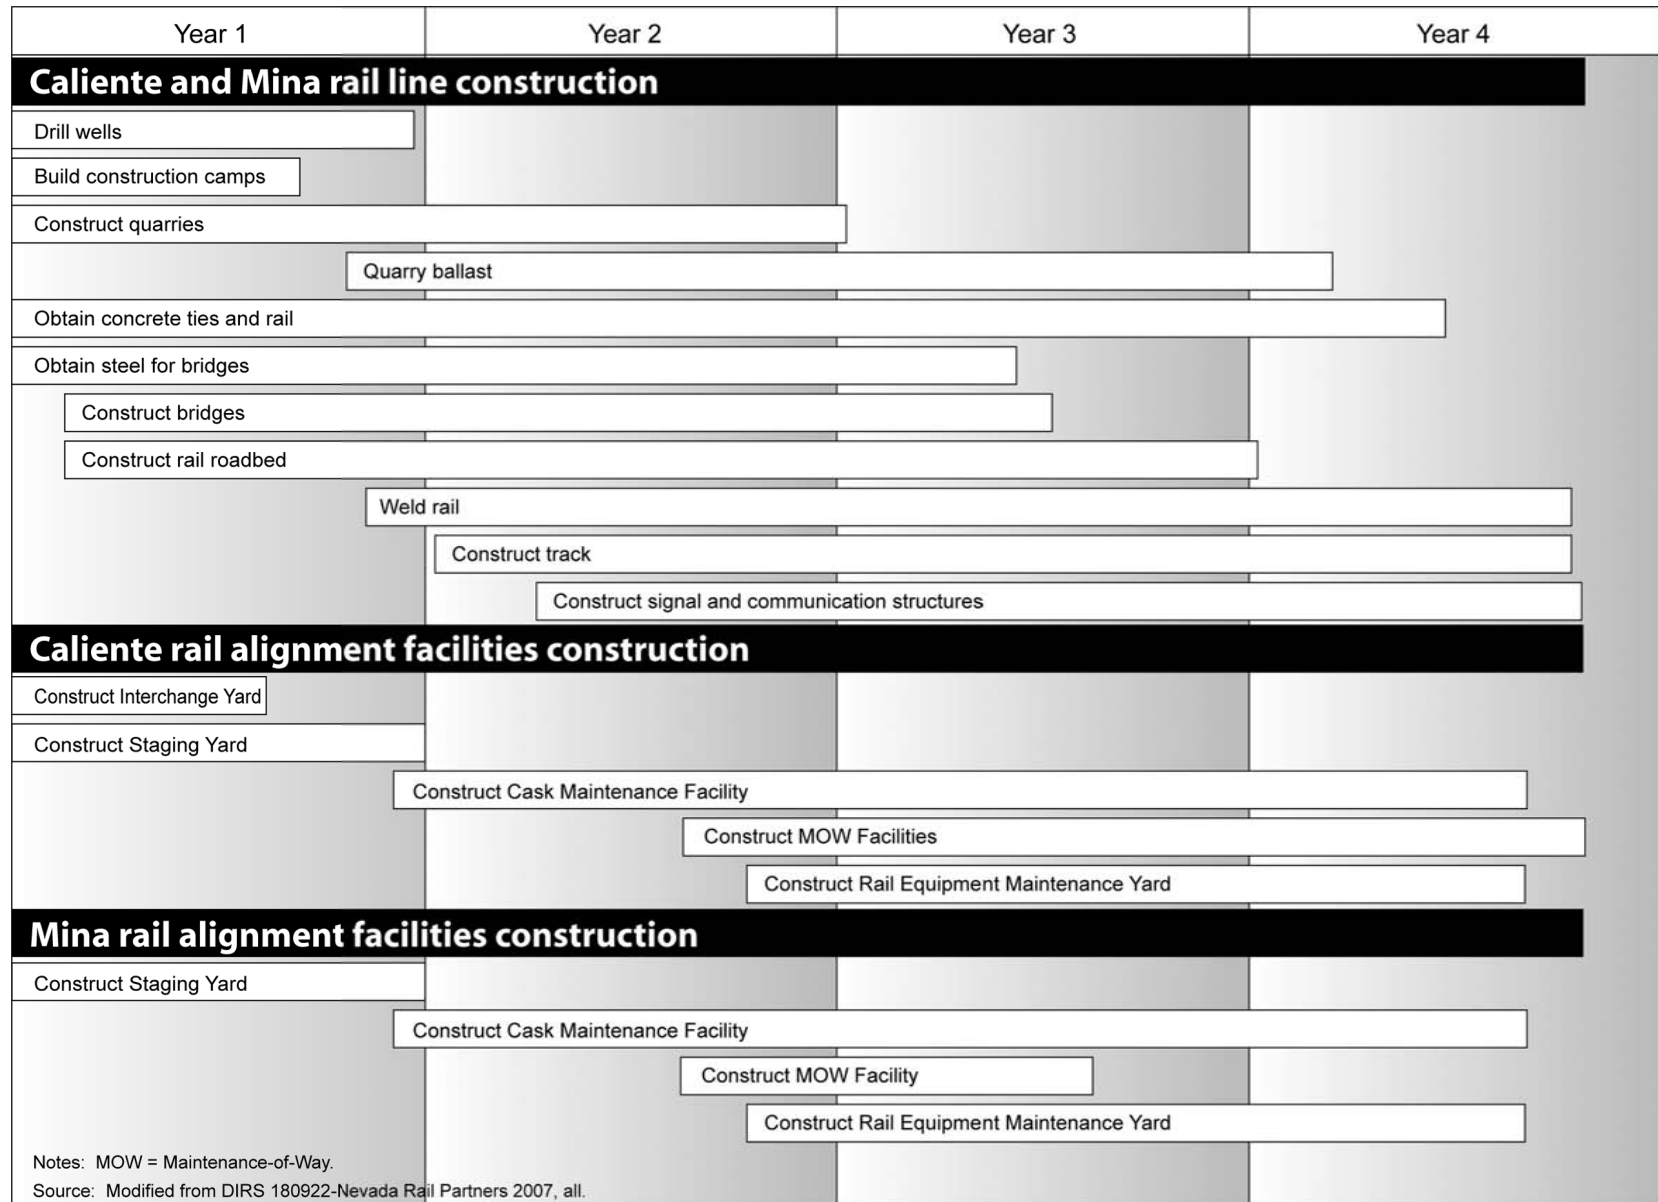 Year 1 Year 2 Year 3 Year 4
Caliente and Mina rail line construction
Drill wells
Build construction camps
Construct quarries
Quarry ballast
Obtain concrete ties and rail
Obtain steel for bridges
Construct bridges
Construct rail roadbed
Weld rail
Construct track
Construct signal and communication structures
Caliente rail alignment facilities construction
Construct Interchange Yard
Construct Staging Yard
Construct Cask Maintenance Facility
Construct MOW Facilities
Construct Rail Equipment Maintenance Yard
Mina rail alignment facilities construction
Construct Staging Yard
Construct Cask Maintenance Facility
Construct MOW Facility
Construct Rail Equipment Maintenance Yard
Notes: MOW = Maintenance-of-Way.
Source: Modified from DIRS 180922-Nevada Rail Partners 2007, all.